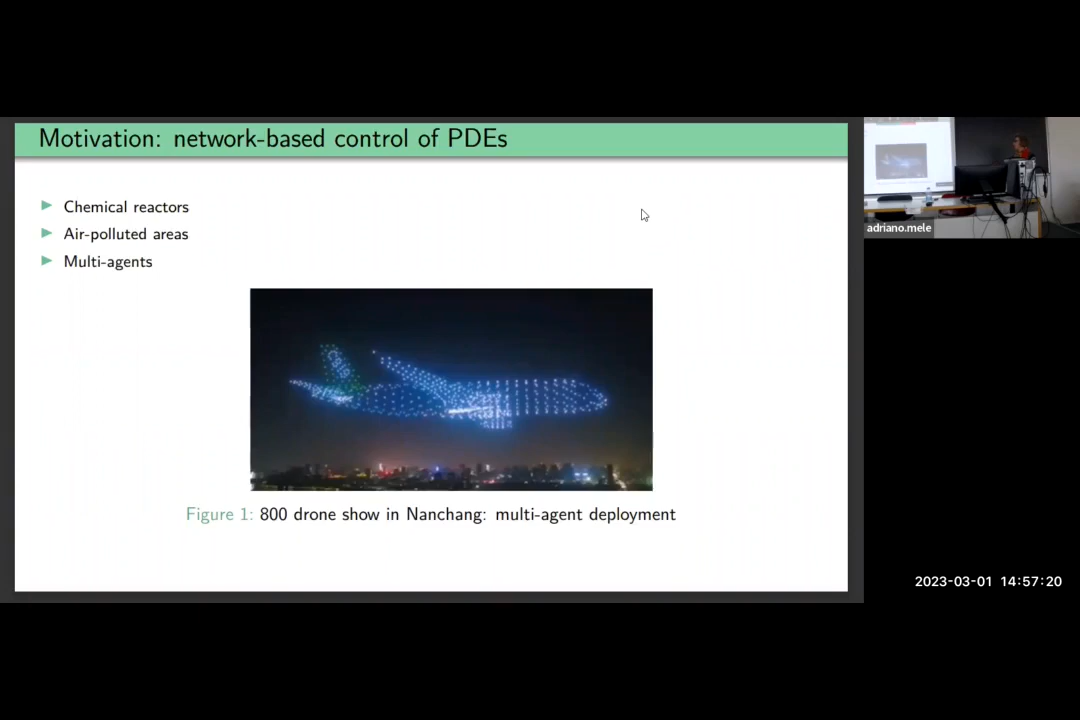 Motivation: network-based control of PDEs
Chemical reactors
Air-polluted areas
Multi-agents
Figure 1: 800 drone show in Nanchang: multi-agent deployment
adriano.mele
2023-03-01 14:57:20